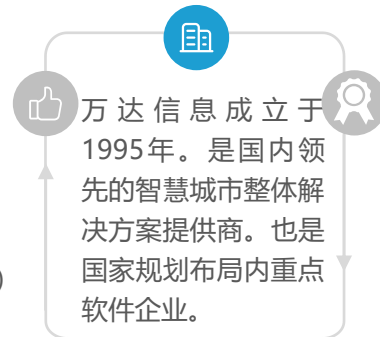 万达信息成立于
1995年。是国内领
先的智慧城市整体解
决方案提供商。也是
国家规划布局内重点
软件企业。
)